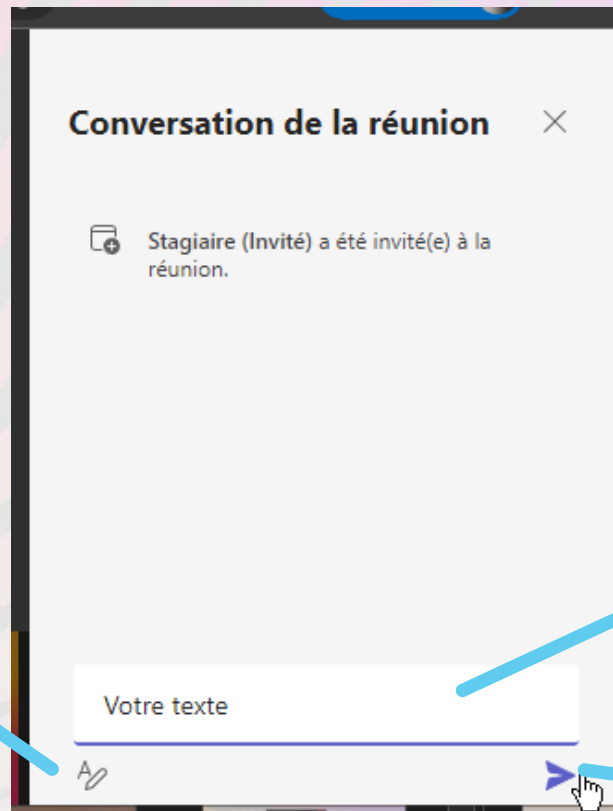 Conversation de la réunion
Stagiaire (Invité) a été invité(e) à la
réunion.
Votre texte